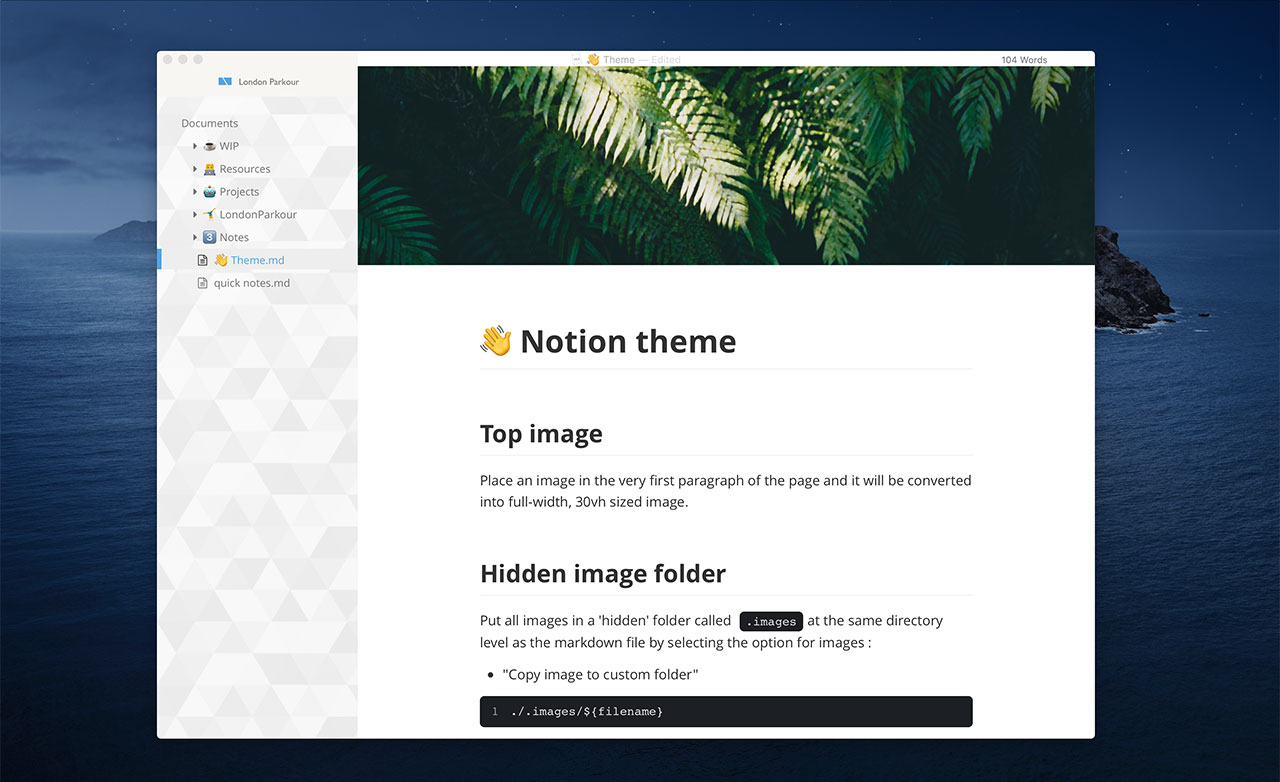 👋 Theme — Edited
104 Words
London Parkour
Documents
WIP
Resources
Projects
LondonParkour
3 Notes
👋 Theme.md
quick notes.md
👋 Notion theme
Top image
Place an image in the very first paragraph of the page and it will be converted
into full-width, 30vh sized image.
Hidden image folder
Put all images in a 'hidden' folder called .images at the same directory
level as the markdown file by selecting the option for images :
• "Copy image to custom folder"
1 ./.images/${filename}